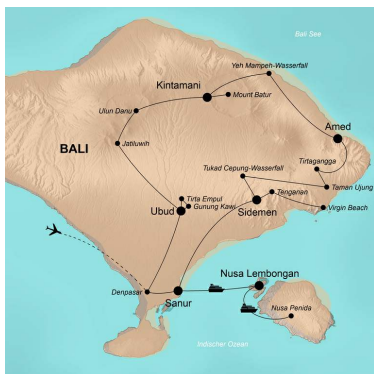 Bali See
Yeh Mampeh-Wasserfall
Kintamani
Mount Batur
Ulun Danu
Amed
BALI
Jatiluwih
Tirtagangga
Tukad Cepung-Wasserfall
Taman Ujung
Tirta Empul
Tengarian
Gunung Kawi
Virgin Beach
Ubud
Sidemen
Nusa Lembongan
Denpasar
Sanur
Nusa Penida
Indischer Ozean